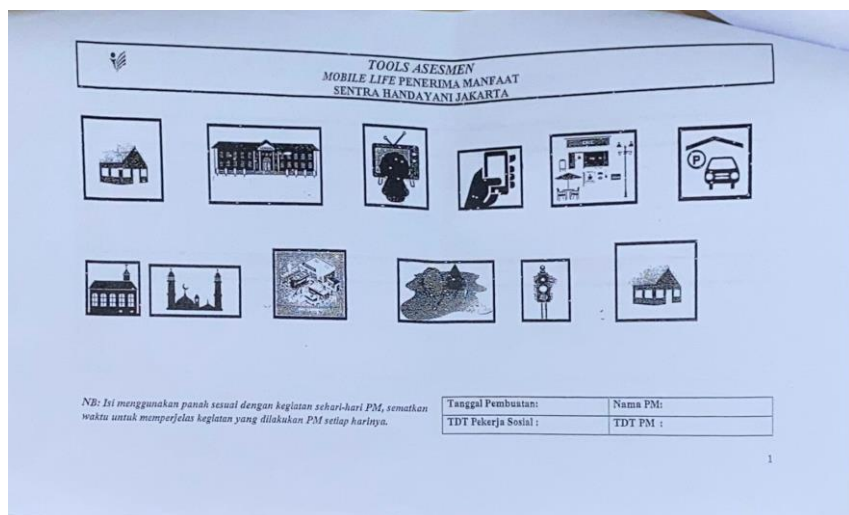 TOOLS ASESMEN
MOBILE LIFE PENERIMA MANFAAT
SENTRA HANDAYANI JAKARTA
P
NB: Isi menggunakan panah sesuai dengan kegiatan sehari-hari PM, sematkan
waktu untuk memperjelas kegiatan yang dilakukan PM setiap harinya.
Tanggal Pembuatan: Nama PM:
TDT Pekerja Sosial : TDT PM :
1